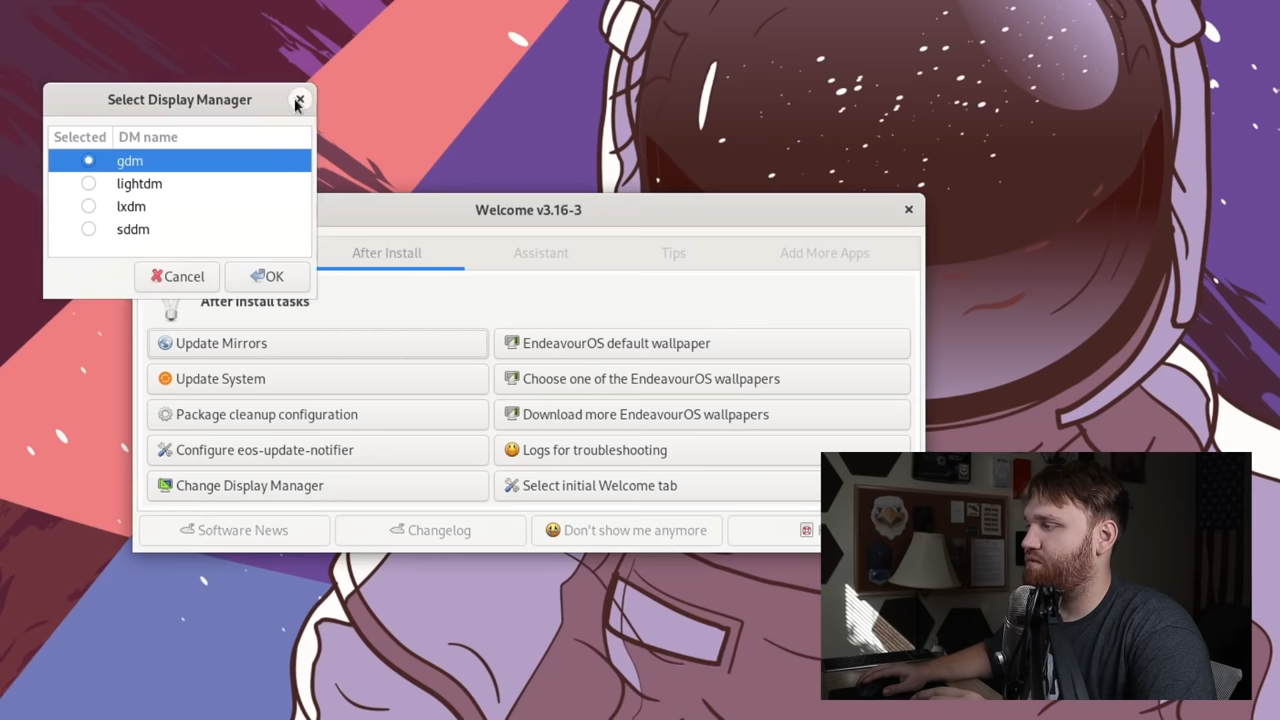 Select Display Manager
Selected DM name
gdm
lightdm
lxdm
sddm
Cancel OK
Welcome v3.16-3
After Install Assistant Tips Add More Apps
After install tasks
Update Mirrors EndeavourOS default wallpaper
Update System Choose one of the EndeavourOS wallpapers
Package cleanup configuration Download more EndeavourOS wallpapers
Configure eos-update-notifier Logs for troubleshooting
Change Display Manager Select initial Welcome tab
Software News Changelog Don't show me anymore